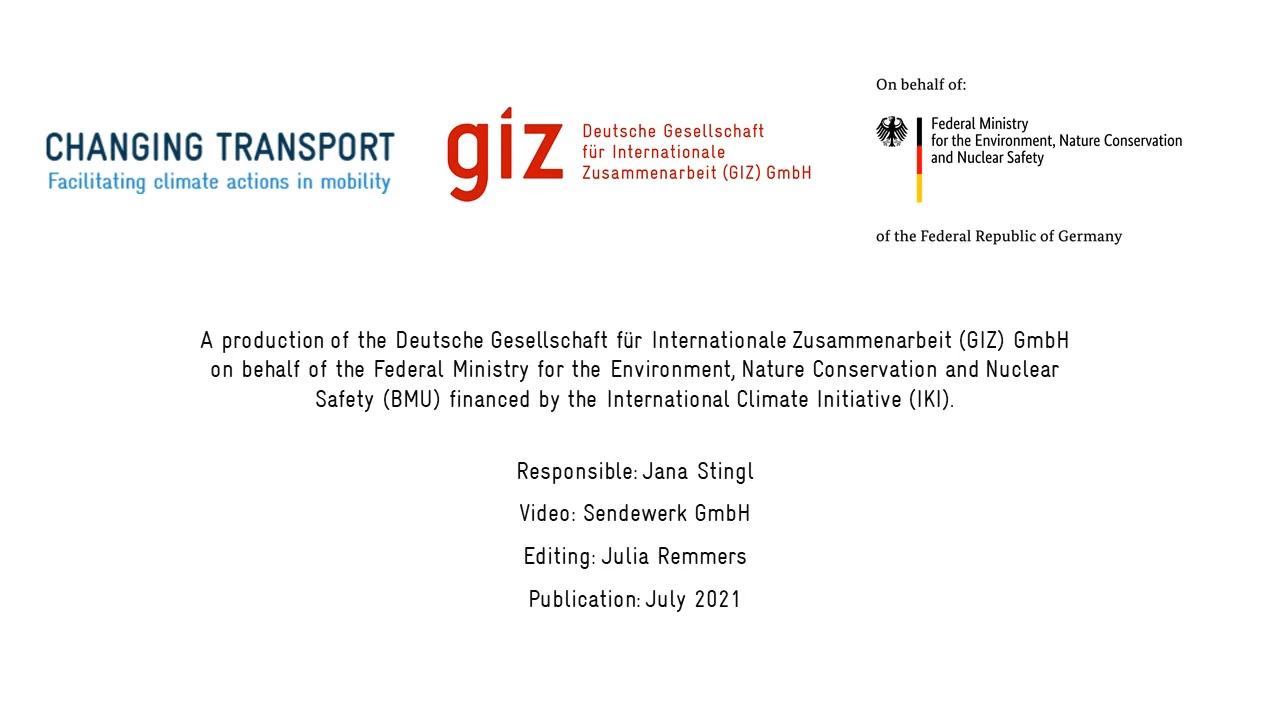 CHANGING TRANSPORT
Facilitating climate actions in mobility
giz
Deutsche Gesellschaft
für Internationale
Zusammenarbeit (GIZ) GmbH
On behalf of:
Federal Ministry
for the Environment, Nature Conservation
and Nuclear Safety
of the Federal Republic of Germany
A production of the Deutsche Gesellschaft für Internationale Zusammenarbeit (GIZ) GmbH
on behalf of the Federal Ministry for the Environment, Nature Conservation and Nuclear
Safety (BMU) financed by the International Climate Initiative (IKI).
Responsible: Jana Stingl
Video: Sendewerk GmbH
Editing: Julia Remmers
Publication: July 2021